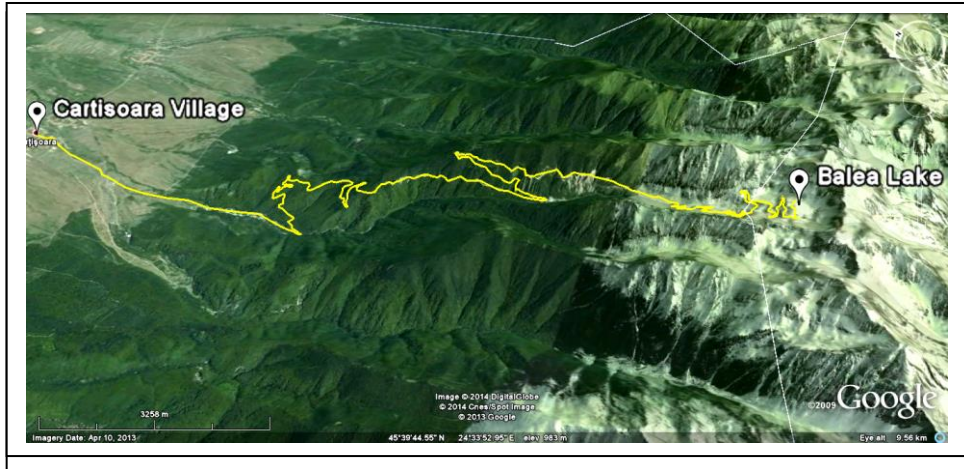 Cartisoara Village
țișoara
Balea Lake
Image © 2014 DigitalGlobe
© 2014 Cnes/Spot Image
© 2013 Google
©2009 Google
3258 m
Imagery Date: Apr 10, 2013 45°39'44.55" N 24°33'52.95" E elev 983 m Eye alt 9.56 km